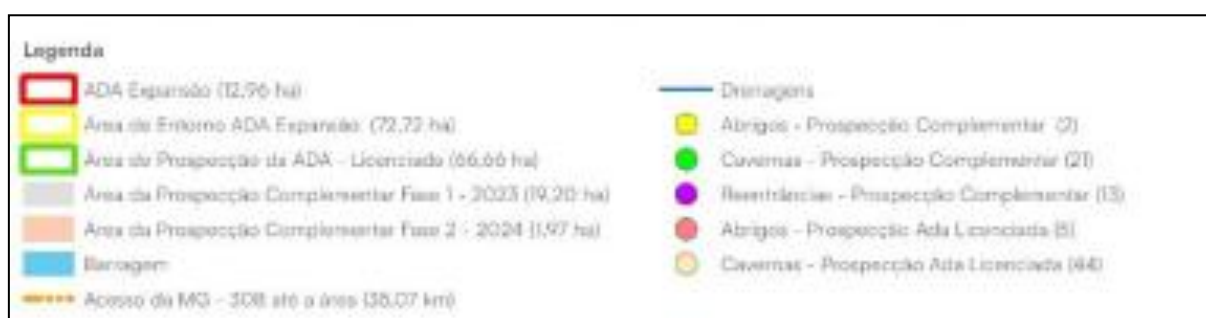 Legenda
ADA Expansão (12,96 ha)
Área de Entorno ADA Expansão (72,72 ha)
Área de Prospecção da ADA - Licenciada (66,66 ha)
Área da Prospecção Complementar Fase 1 - 2023 (19,20 ha)
Área da Prospecção Complementar Fase 2 - 2024 (1,97 ha)
Barragem
Acesso da MG - 308 até a área (38,07 km)
Drenagens
Abrigos - Prospecção Complementar (2)
Cavernas - Prospecção Complementar (21)
Reentrâncias - Prospecção Complementar (13)
Abrigos - Prospecção Ada Licenciada (5)
Cavernas - Prospecção Ada Licenciada (44)